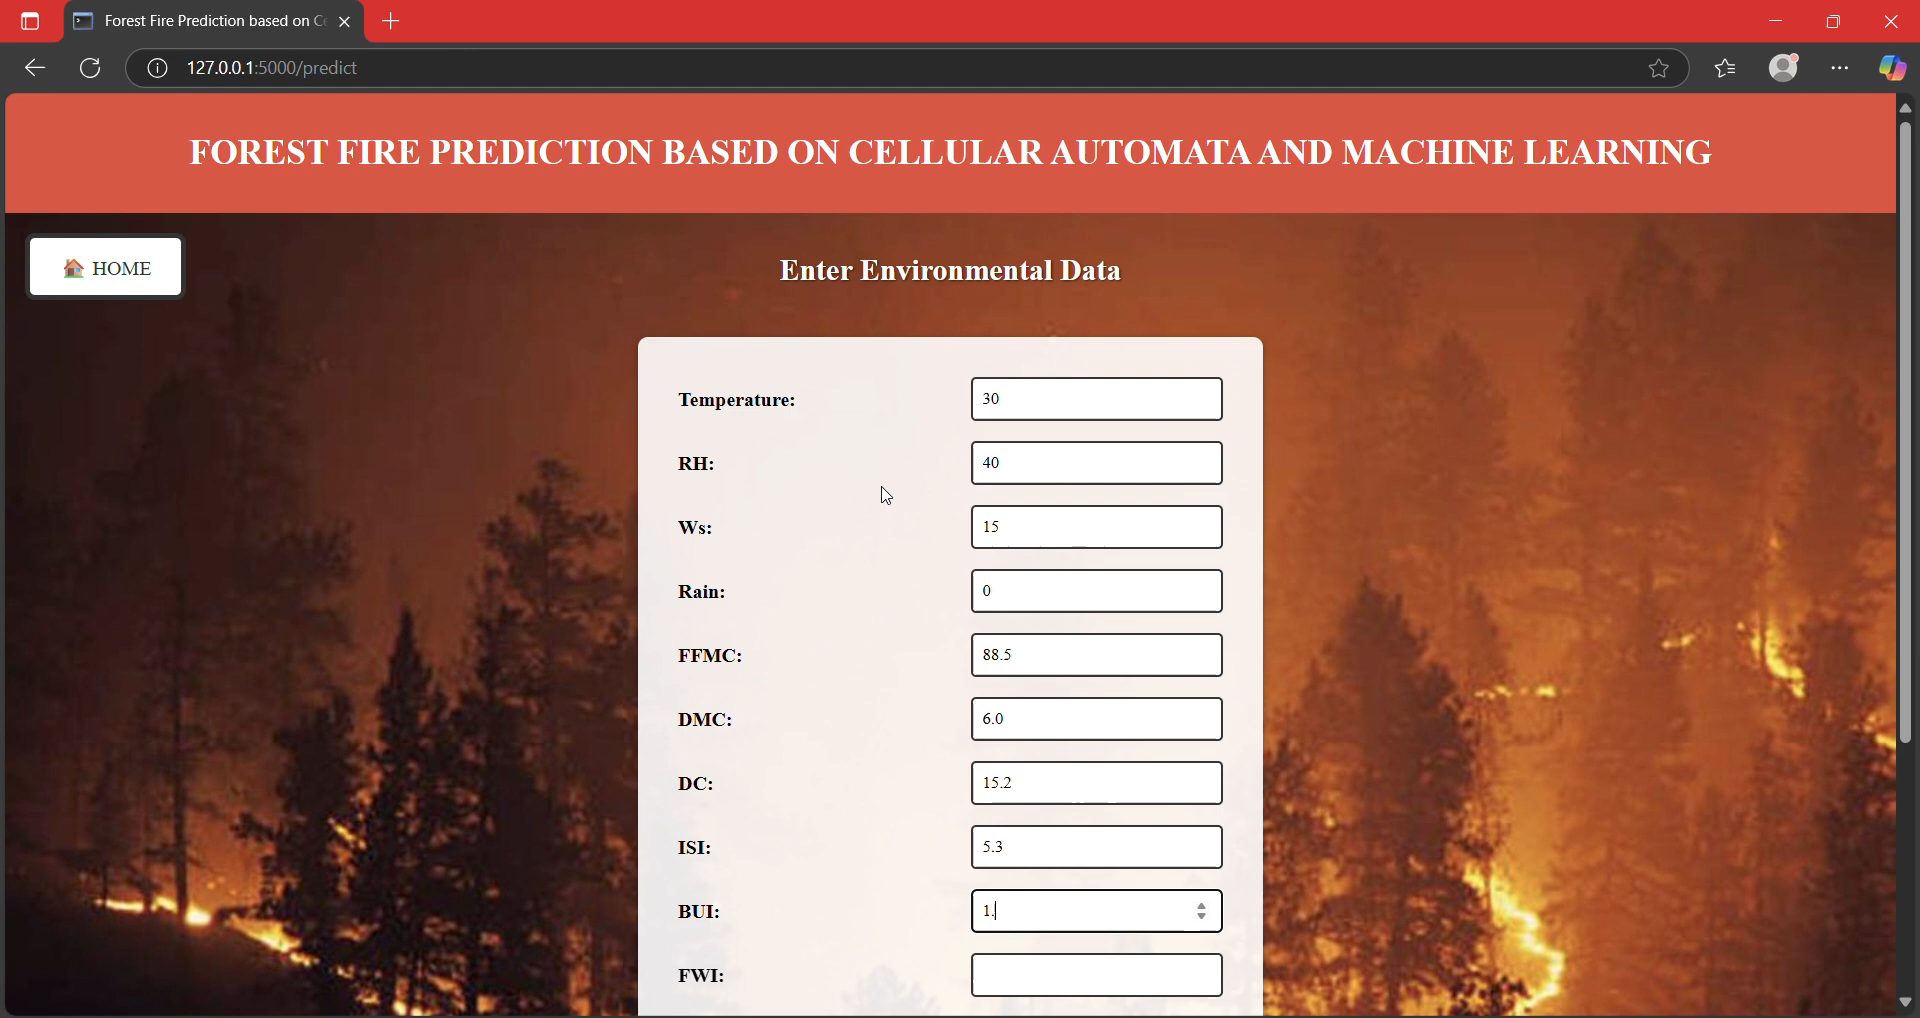 Forest Fire Prediction based on Ce
127.0.0.1:5000/predict
FOREST FIRE PREDICTION BASED ON CELLULAR AUTOMATA AND MACHINE LEARNING
🏠 HOME
Enter Environmental Data
Temperature: 30
RH: 40
Ws: 15
Rain: 0
FFMC: 88.5
DMC: 6.0
DC: 15.2
ISI: 5.3
BUI: 1.
FWI: